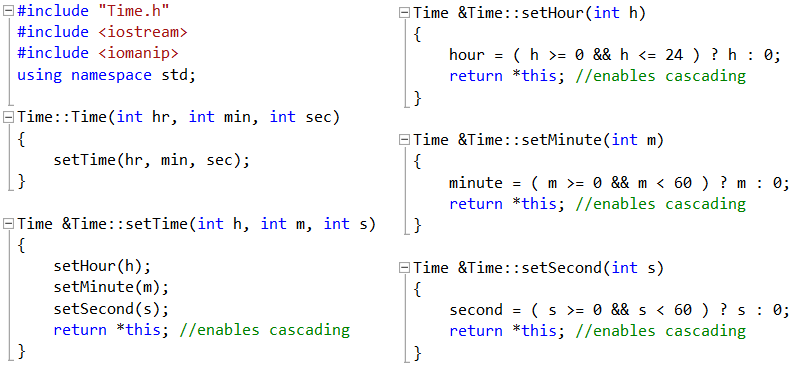 #include "Time.h"
#include <iostream>
#include <iomanip>
using namespace std;
Time::Time(int hr, int min, int sec)
{
setTime(hr, min, sec);
}
Time &Time::setTime(int h, int m, int s)
{
setHour(h);
setMinute(m);
setSecond(s);
return *this; //enables cascading
}
Time &Time::setHour(int h)
{
hour = ( h >= 0 && h <= 24 ) ? h : 0;
return *this; //enables cascading
}
Time &Time::setMinute(int m)
{
minute = ( m >= 0 && m < 60 ) ? m : 0;
return *this; //enables cascading
}
Time &Time::setSecond(int s)
{
second = ( s >= 0 && s < 60 ) ? s : 0;
return *this; //enables cascading
}